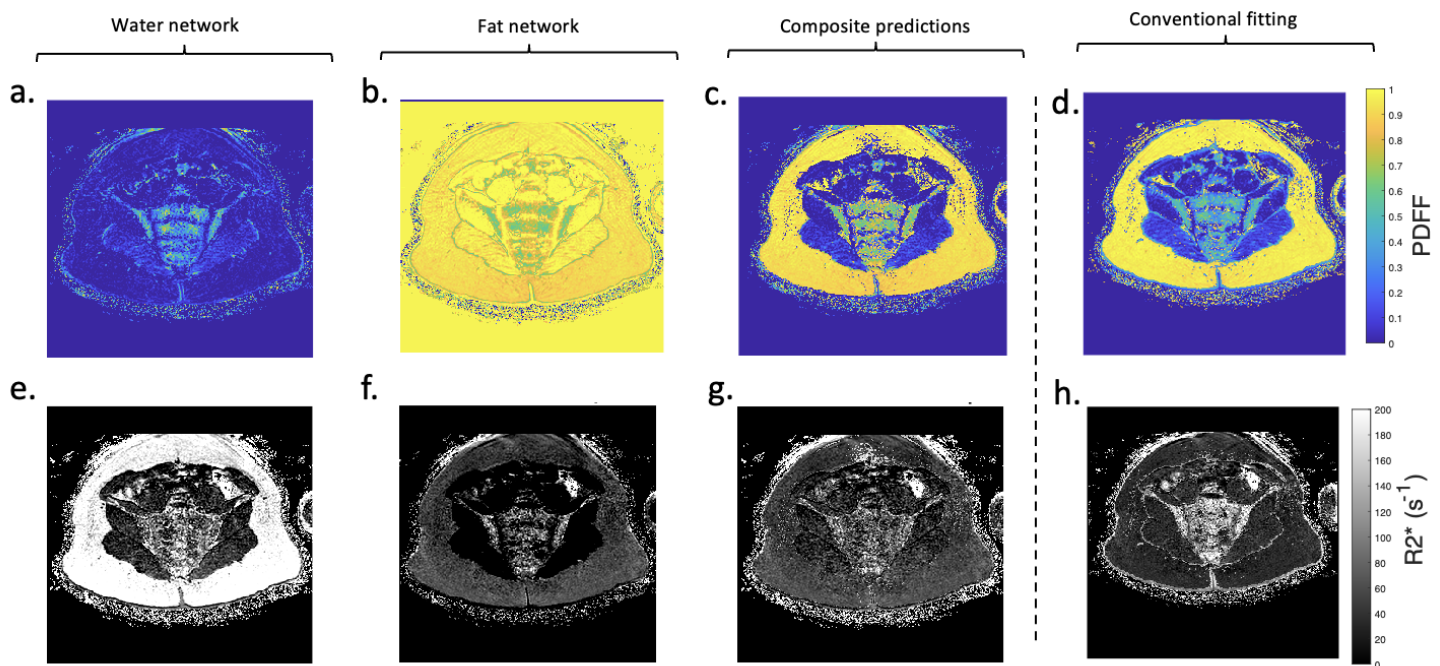 Water network
Fat network
Composite predictions
Conventional fitting
a.
b.
c.
d.
1
0.9
0.8
0.7
0.6
0.5
0.4
0.3
0.2
0.1
0
PDFF
e.
f.
g.
h.
200
180
160
140
120
100
80
60
40
20
0
R2* (s⁻¹)